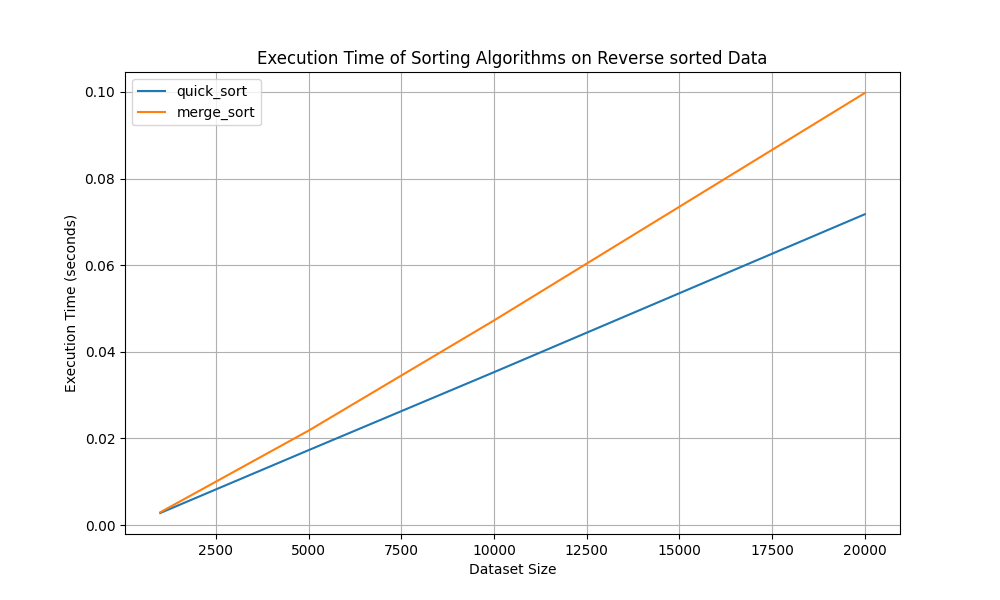 Execution Time of Sorting Algorithms on Reverse sorted Data
quick_sort
merge_sort
0.10
0.08
0.06
0.04
0.02
0.00
Execution Time (seconds)
2500 5000 7500 10000 12500 15000 17500 20000
Dataset Size